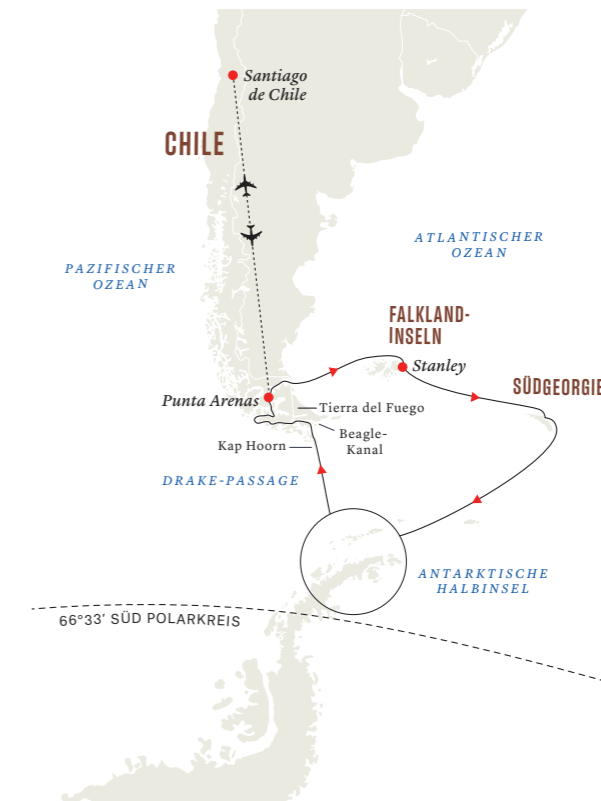 Santiago
de Chile
CHILE
ATLANTISCHER
OZEAN
PAZIFISCHER
OZEAN
FALKLAND-
INSELN
Stanley
SÜDGEORGIE
Punta Arenas
Tierra del Fuego
Beagle-
Kanal
Kap Hoorn
DRAKE-PASSAGE
ANTARKTISCHE
HALBINSEL
66°33′ SÜD POLARKREIS